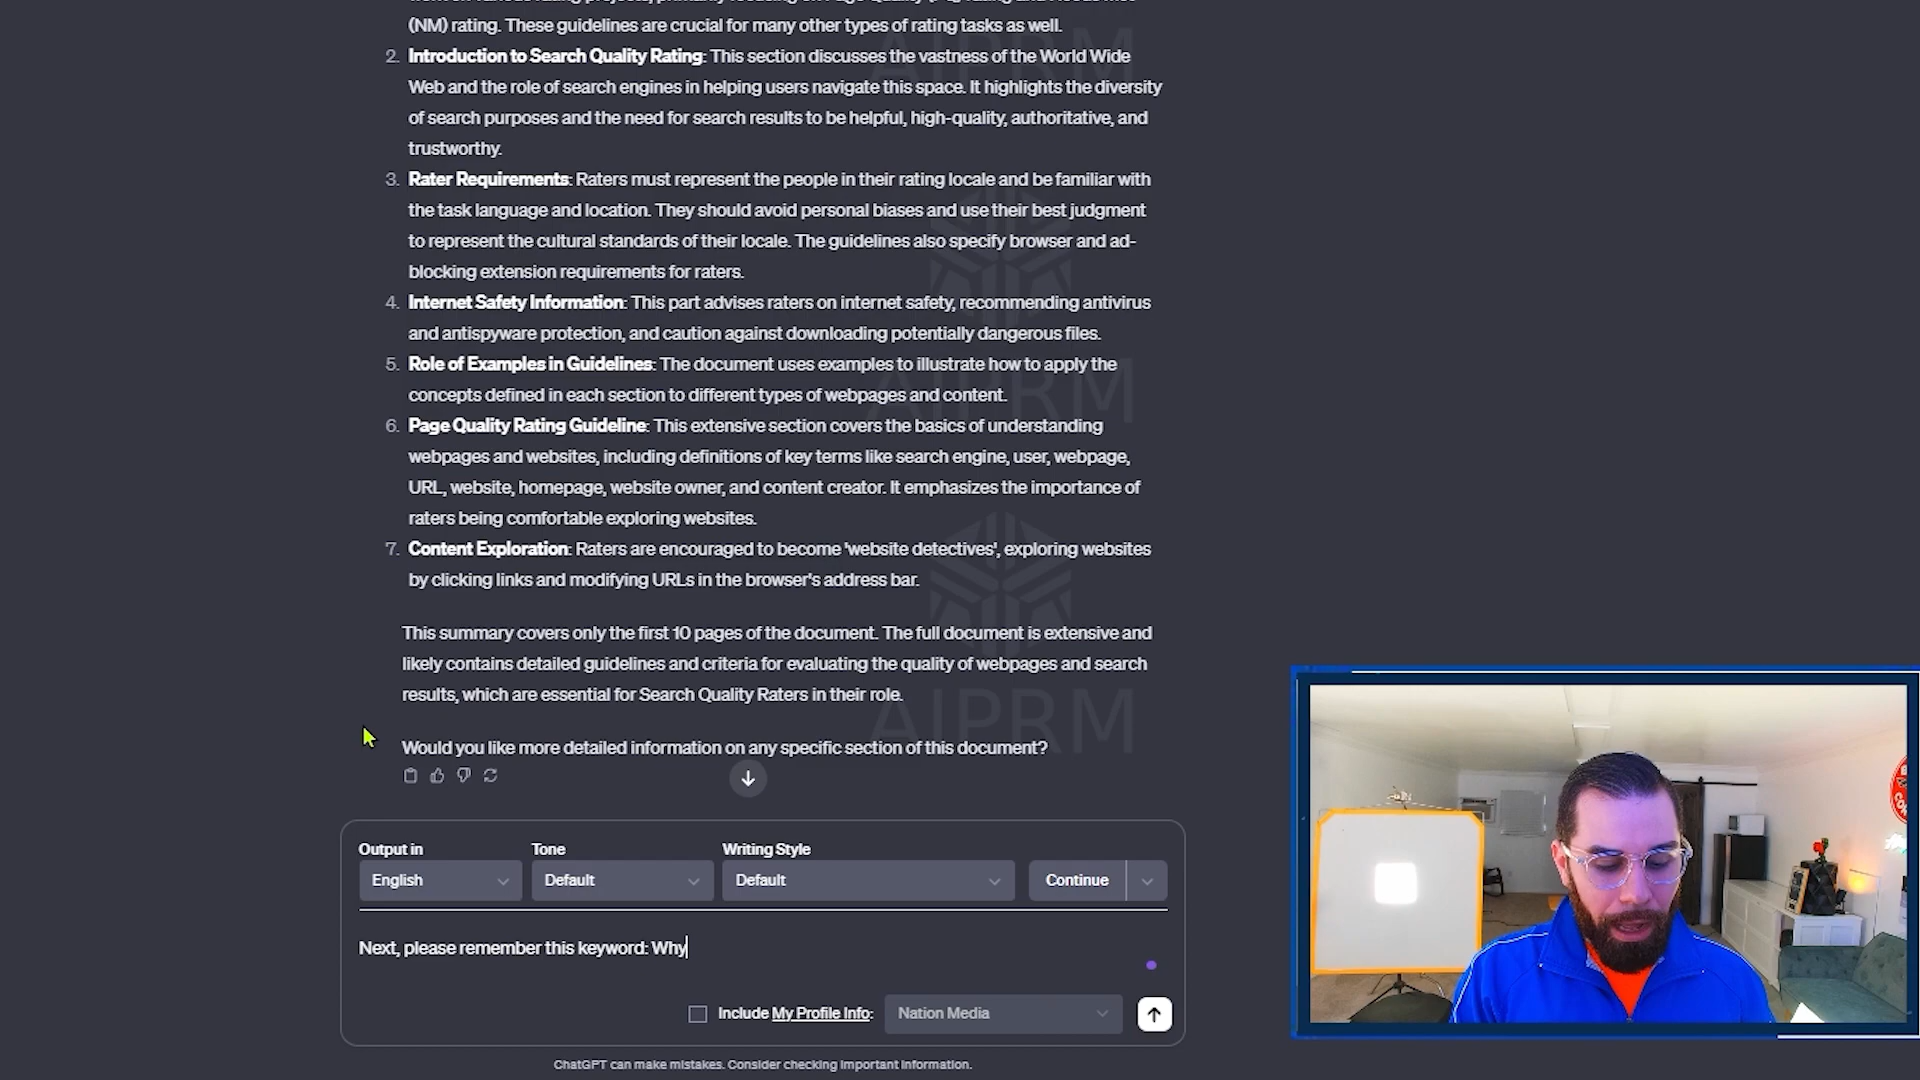 (NM) rating. These guidelines are crucial for many other types of rating tasks as well.
2. Introduction to Search Quality Rating: This section discusses the vastness of the World Wide
Web and the role of search engines in helping users navigate this space. It highlights the diversity
of search purposes and the need for search results to be helpful, high-quality, authoritative, and
trustworthy.
3. Rater Requirements: Raters must represent the people in their rating locale and be familiar with
the task language and location. They should avoid personal biases and use their best judgment
to represent the cultural standards of their locale. The guidelines also specify browser and ad-
blocking extension requirements for raters.
4. Internet Safety Information: This part advises raters on internet safety, recommending antivirus
and antispyware protection, and caution against downloading potentially dangerous files.
5. Role of Examples in Guidelines: The document uses examples to illustrate how to apply the
concepts defined in each section to different types of webpages and content.
6. Page Quality Rating Guideline: This extensive section covers the basics of understanding
webpages and websites, including definitions of key terms like search engine, user, webpage,
URL, website, homepage, website owner, and content creator. It emphasizes the importance of
raters being comfortable exploring websites.
7. Content Exploration: Raters are encouraged to become 'website detectives', exploring websites
by clicking links and modifying URLs in the browser's address bar.
This summary covers only the first 10 pages of the document. The full document is extensive and
likely contains detailed guidelines and criteria for evaluating the quality of webpages and search
results, which are essential for Search Quality Raters in their role.
Would you like more detailed information on any specific section of this document?
AIPRM
AIPRM
AIPRM
Output in
Tone
Writing Style
English
Default
Default
Continue
Next, please remember this keyword: Why
Include My Profile Info:
Nation Media
ChatGPT can make mistakes. Consider checking important information.